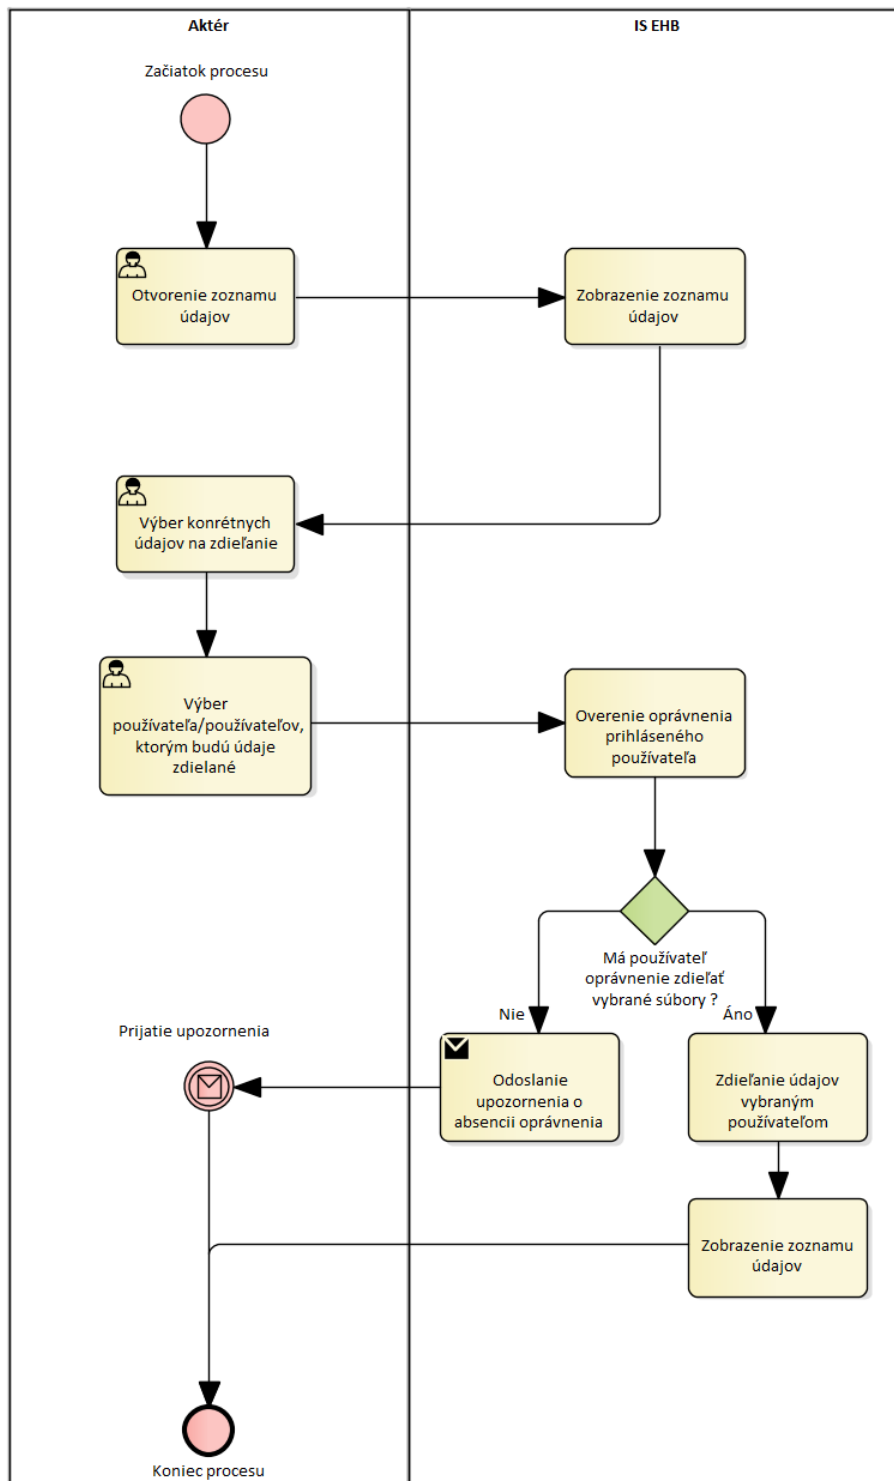 Aktér
IS EHB
Začiatok procesu
Otvorenie zoznamu
údajov
Zobrazenie zoznamu
údajov
Výber konrétnych
údajov na zdieľanie
Výber
používateľa/používateľov,
ktorým budú údaje
zdielané
Overenie oprávnenia
prihláseného
používateľa
Má používateľ
oprávnenie zdieľať
vybrané súbory ?
Nie
Áno
Prijatie upozornenia
Odoslanie
upozornenia o
absencii oprávnenia
Zdieľanie údajov
vybraným
používateľom
Zobrazenie zoznamu
údajov
Koniec procesu